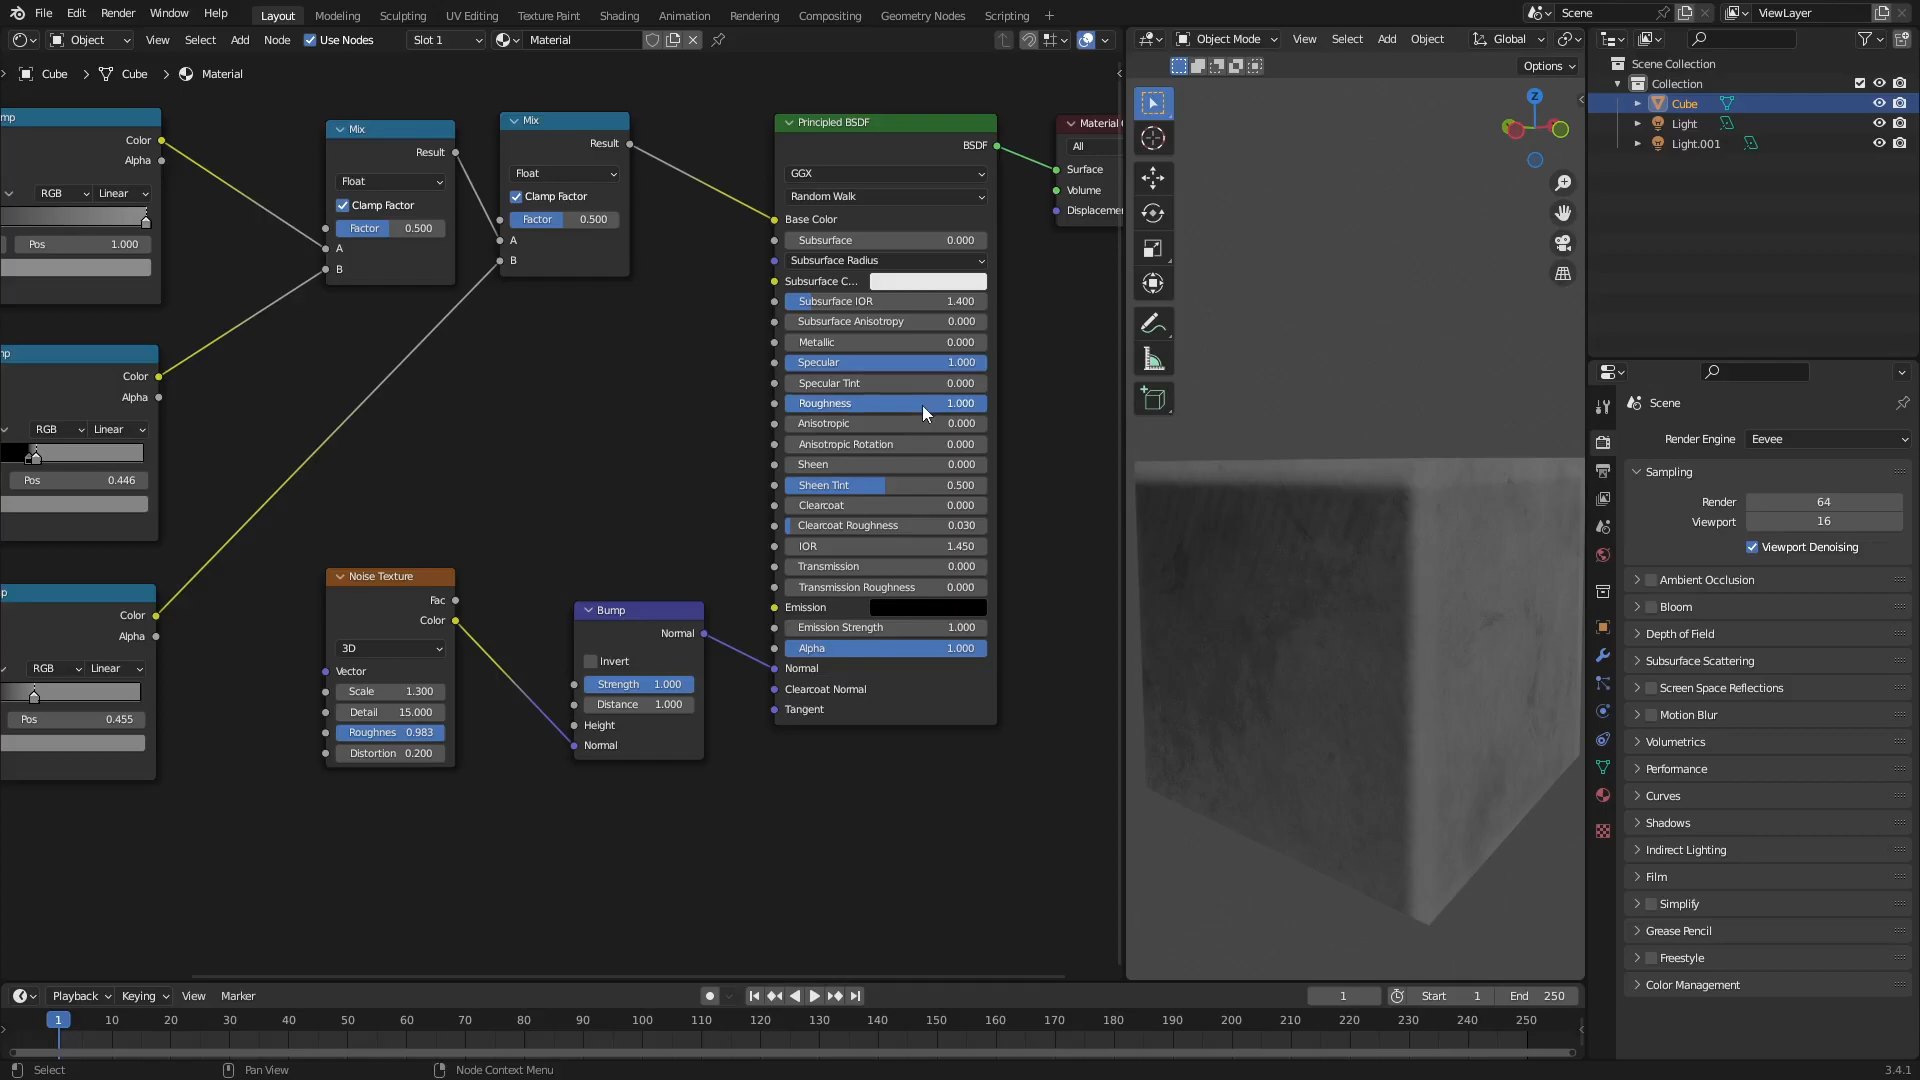 File Edit Render Window Help Layout Modeling Sculpting UV Editing Texture Paint Shading Animation Rendering Compositing Geometry Nodes Scripting + Scene ViewLayer
Object View Select Add Node Use Nodes Slot 1 Material Object Mode View Select Add Object Global
Options
Cube > Cube > Material
Scene Collection
Collection
Cube
Light
Light.001
mp
Color
Alpha
RGB Linear
Pos 1.000
Mix
Result
Float
Clamp Factor
Factor 0.500
A
B
Mix
Result
Float
Clamp Factor
Factor 0.500
A
B
Color
Alpha
RGB Linear
Pos 0.446
Color
Alpha
RGB Linear
Pos 0.455
Noise Texture
Fac
Color
3D
Vector
Scale 1.300
Detail 15.000
Roughnes 0.983
Distortion 0.200
Bump
Normal
Invert
Strength 1.000
Distance 1.000
Height
Normal
Principled BSDF
BSDF
GGX
Random Walk
Base Color
Subsurface 0.000
Subsurface Radius
Subsurface C...
Subsurface IOR 1.400
Subsurface Anisotropy 0.000
Metallic 0.000
Specular 1.000
Specular Tint 0.000
Roughness 1.000
Anisotropic 0.000
Anisotropic Rotation 0.000
Sheen 0.000
Sheen Tint 0.500
Clearcoat 0.000
Clearcoat Roughness 0.030
IOR 1.450
Transmission 0.000
Transmission Roughness 0.000
Emission
Emission Strength 1.000
Alpha 1.000
Normal
Clearcoat Normal
Tangent
Material
All
Surface
Volume
Displacemen
Z
Scene
Render Engine Eevee
Sampling
Render 64
Viewport 16
Viewport Denoising
Ambient Occlusion
Bloom
Depth of Field
Subsurface Scattering
Screen Space Reflections
Motion Blur
Volumetrics
Performance
Curves
Shadows
Indirect Lighting
Film
Simplify
Grease Pencil
Freestyle
Color Management
Playback Keying View Marker 1 Start 1 End 250
1 10 20 30 40 50 60 70 80 90 100 110 120 130 140 150 160 170 180 190 200 210 220 230 240 250
Select Pan View Node Context Menu 3.4.1